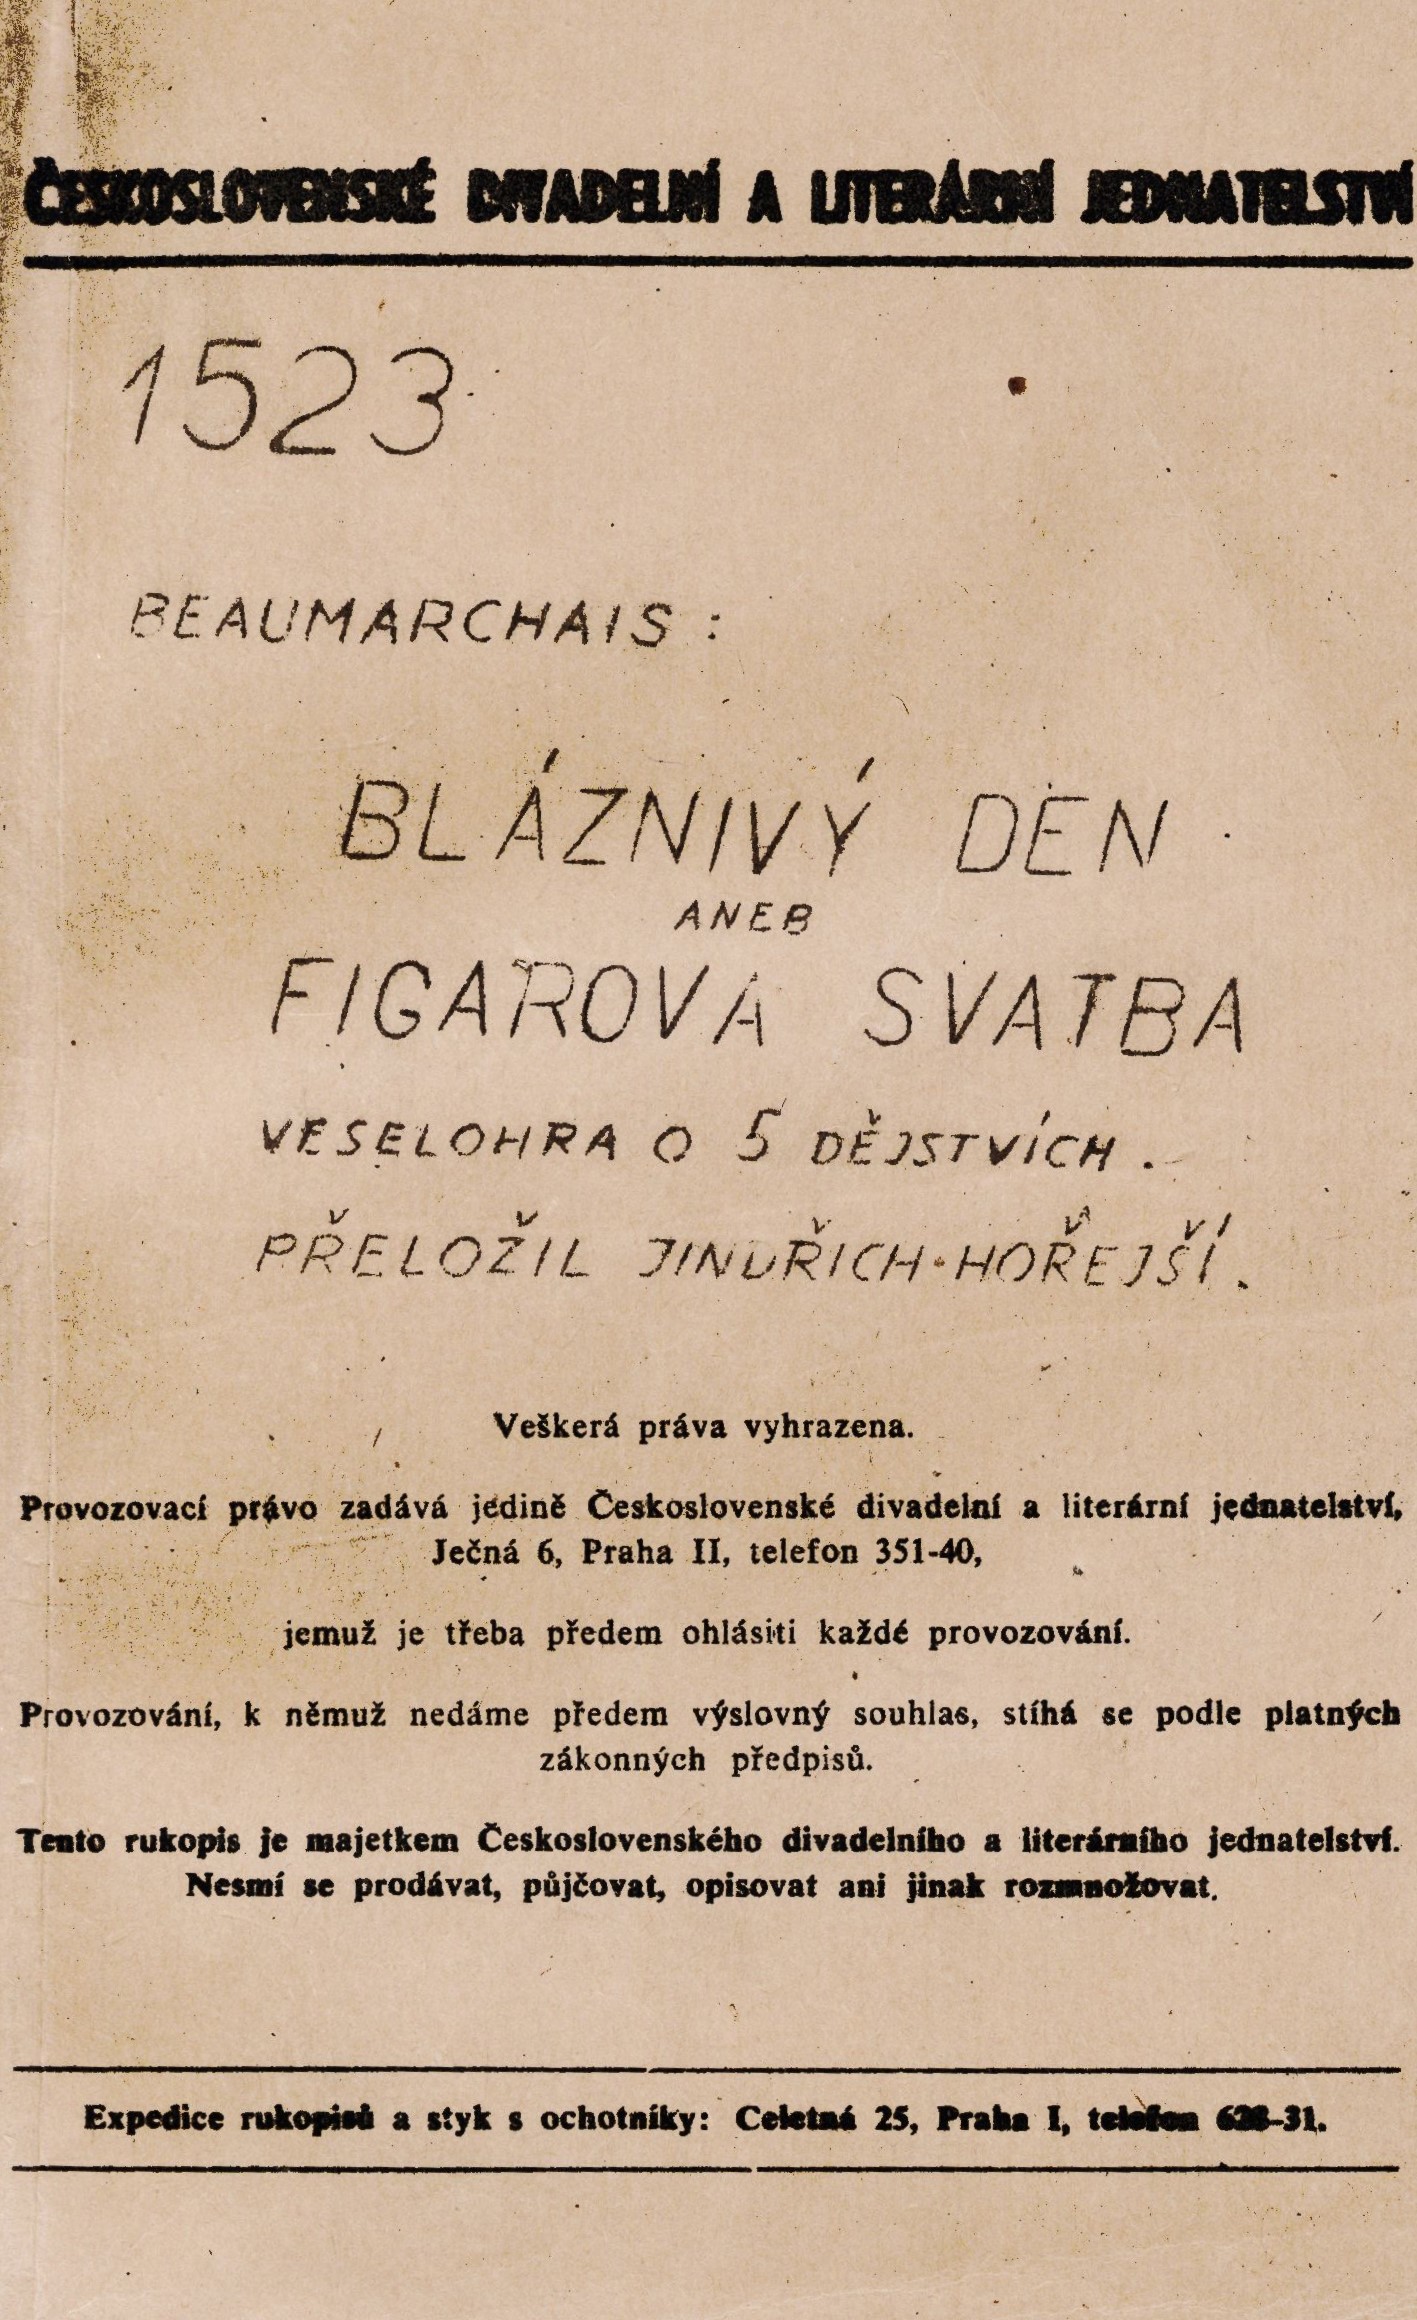 ČESKOSLOVENSKÉ DIVADELNÍ A LITERÁRNÍ JEDNATELSTVÍ
1523
BEAUMARCHAIS:
BLÁZNIVÝ DEN
ANEB
FIGAROVA SVATBA
VESELOHRA O 5 DĚJSTVÍCH.
PŘELOŽIL JINDŘICH HOŘEJŠÍ.
Veškerá práva vyhrazena.
Provozovací právo zadává jedině Československé divadelní a literární jednatelství,
Ječná 6, Praha II, telefon 351-40,
jemuž je třeba předem ohlásiti každé provozování.
Provozování, k němuž nedáme předem výslovný souhlas, stíhá se podle platných
zákonných předpisů.
Tento rukopis je majetkem Československého divadelního a literárního jednatelství.
Nesmí se prodávat, půjčovat, opisovat ani jinak rozmnožovat.
Expedice rukopisů a styk s ochotníky: Celetná 25, Praha I, telefon